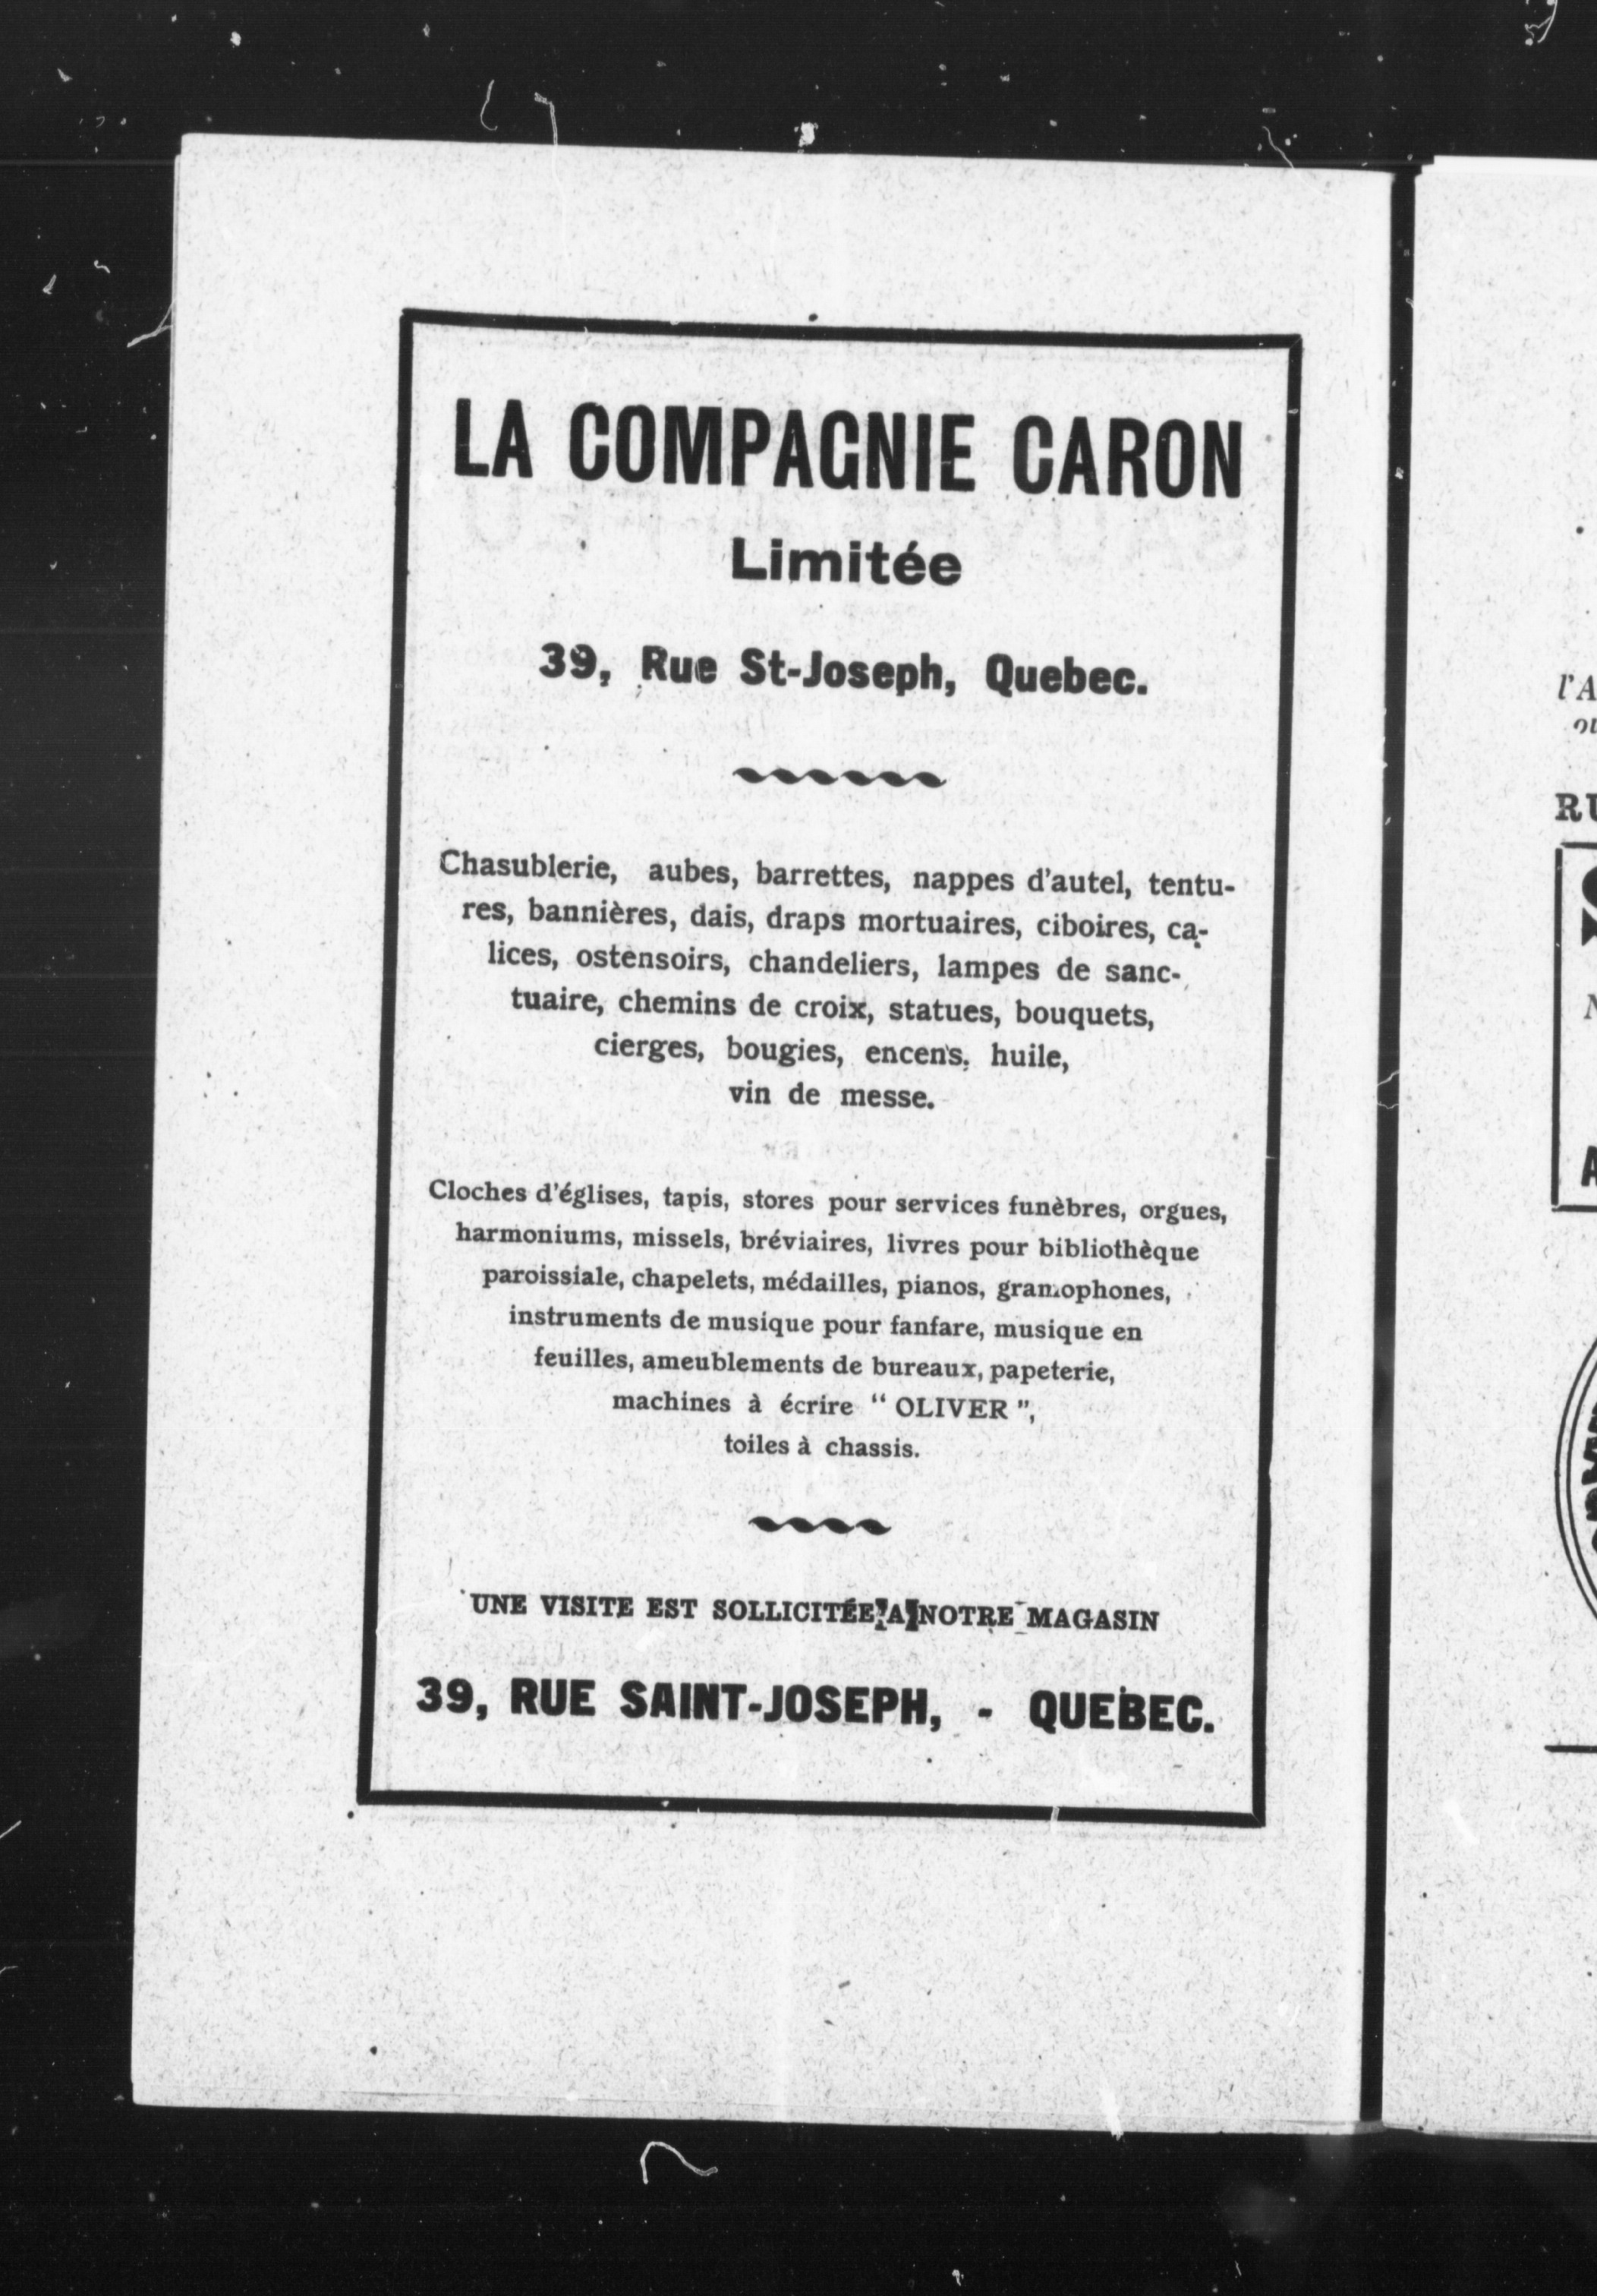 LA COMPAGNIE CARON
Limitée
39, Rue St-Joseph, Quebec.
Chasublerie, aubes, barrettes, nappes d'autel, tentu-
res, bannières, dais, draps mortuaires, ciboires, ca-
lices, ostensoirs, chandeliers, lampes de sanc-
tuaire, chemins de croix, statues, bouquets,
cierges, bougies, encens, huile,
vin de messe.
Cloches d'églises, tapis, stores pour services funèbres, orgues,
harmoniums, missels, bréviaires, livres pour bibliothèque
paroissiale, chapelets, médailles, pianos, gramophones,
instruments de musique pour fanfare, musique en
feuilles, ameublements de bureaux, papeterie,
machines à écrire “ OLIVER ”,
toiles à chassis.
UNE VISITE EST SOLLICITÉE A NOTRE MAGASIN
39, RUE SAINT-JOSEPH, - QUEBEC.
l'A
RU